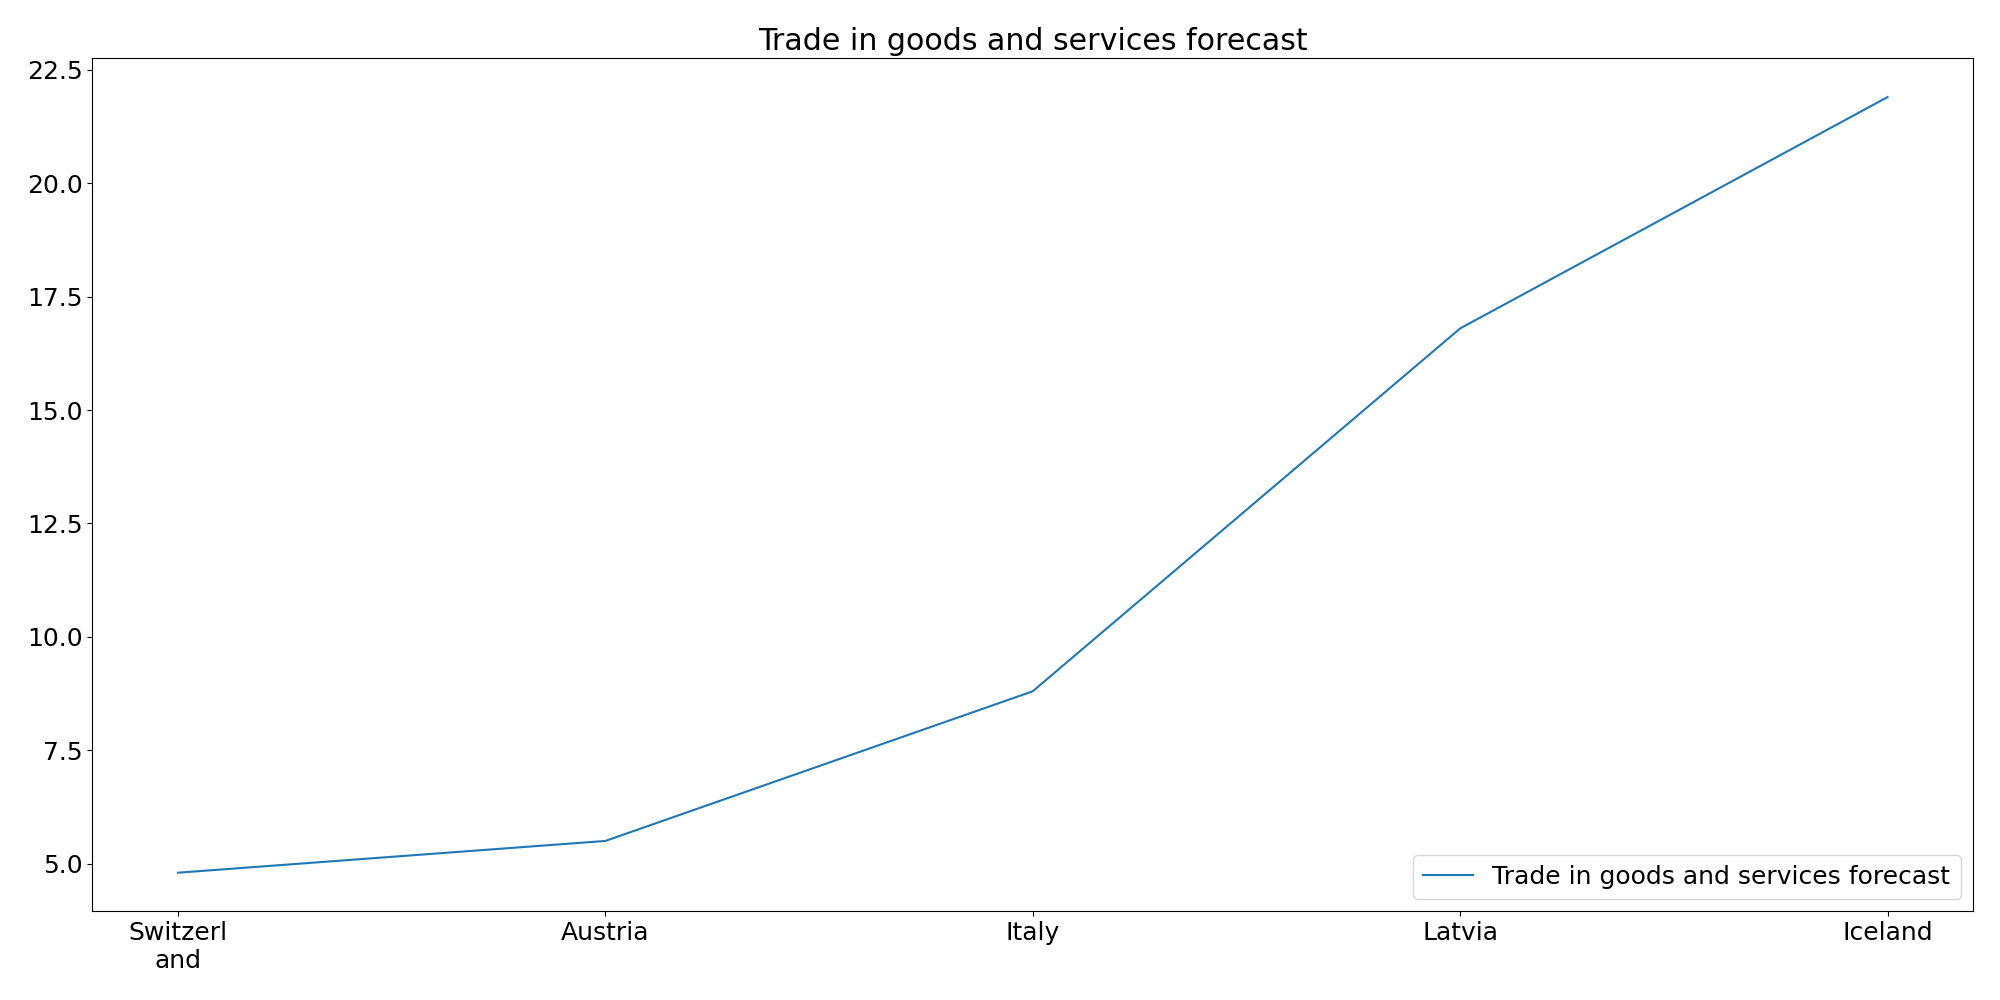 Trade in goods and services forecast
22.5
20.0
17.5
15.0
12.5
10.0
7.5
5.0
Trade in goods and services forecast
Switzerl
and
Austria
Italy
Latvia
Iceland